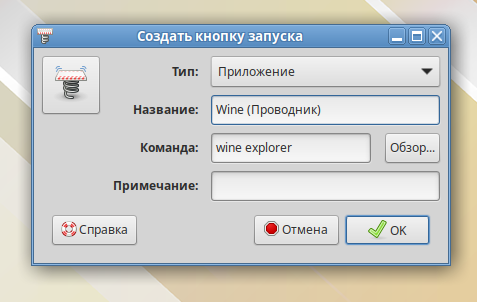 Создать кнопку запуска
Тип: Приложение
Название: Wine (Проводник)
Команда: wine explorer Обзор...
Примечание:
Справка Отмена OK